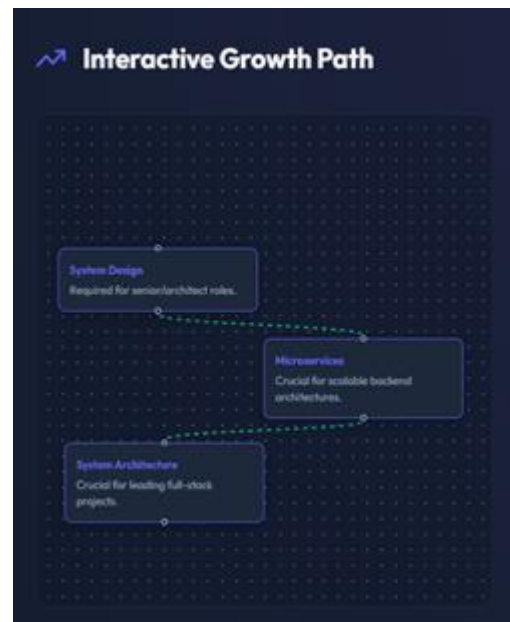 Interactive Growth Path
System Design
Required for senior/architect roles.
Microservices
Crucial for scalable backend
architectures.
System Architecture
Crucial for leading full-stack
projects.